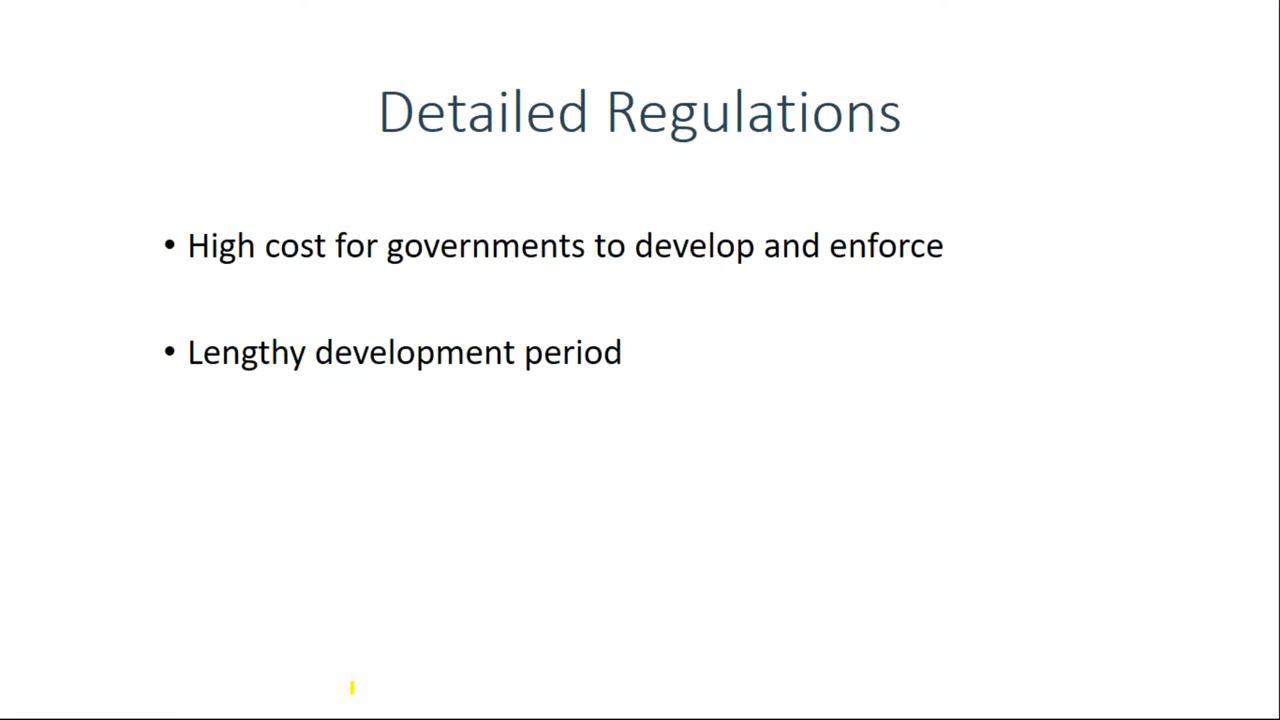 Detailed Regulations
• High cost for governments to develop and enforce
• Lengthy development period